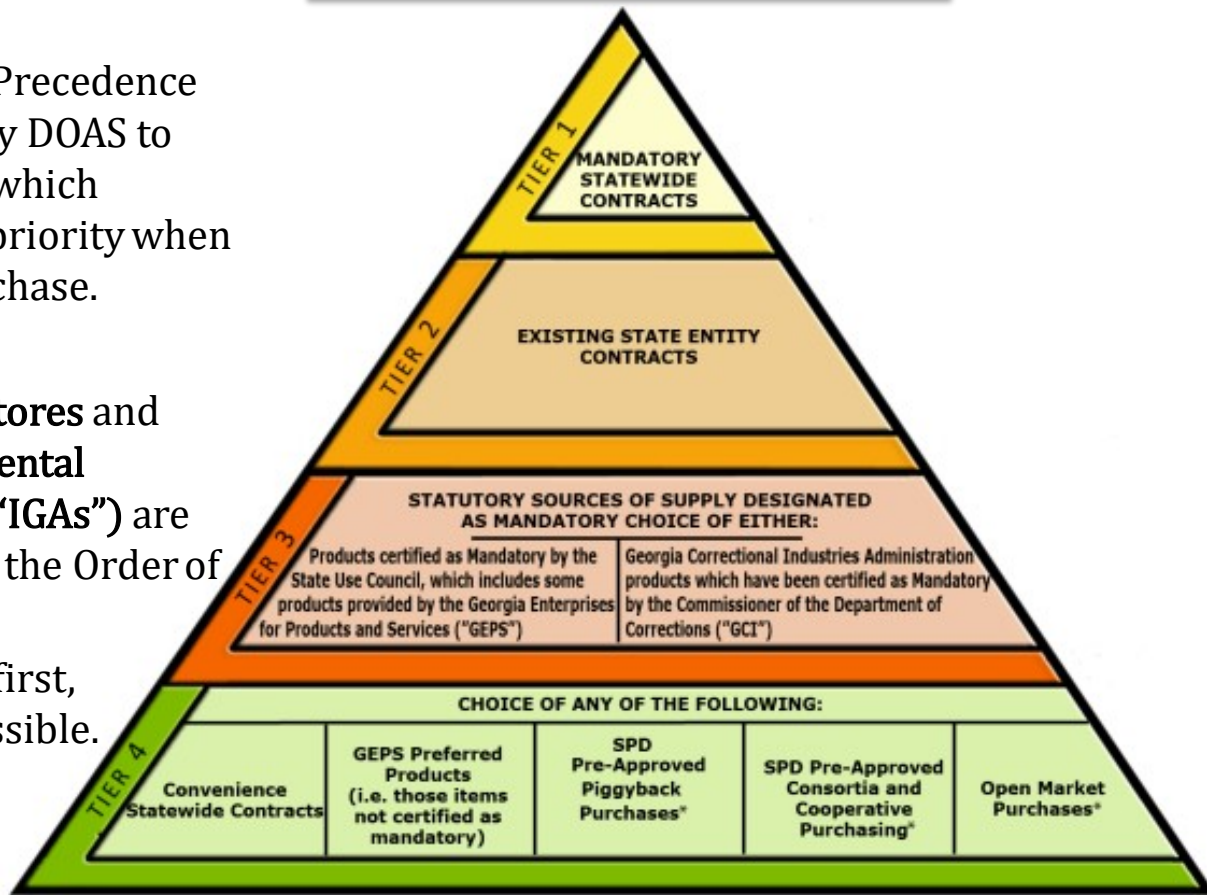 Precedence
y DOAS to
which
priority when
chase.
tores and
ental
“IGAs”) are
the Order of
first,
ssible.
TIER 1
MANDATORY
STATEWIDE
CONTRACTS
TIER 2
EXISTING STATE ENTITY
CONTRACTS
TIER 3
STATUTORY SOURCES OF SUPPLY DESIGNATED
AS MANDATORY CHOICE OF EITHER:
Products certified as Mandatory by the
State Use Council, which includes some
products provided by the Georgia Enterprises
for Products and Services ("GEPS")
Georgia Correctional Industries Administration
products which have been certified as Mandatory
by the Commissioner of the Department of
Corrections ("GCI")
TIER 4
CHOICE OF ANY OF THE FOLLOWING:
Convenience
Statewide Contracts
GEPS Preferred
Products
(i.e. those items
not certified as
mandatory)
SPD
Pre-Approved
Piggyback
Purchases*
SPD Pre-Approved
Consortia and
Cooperative
Purchasing*
Open Market
Purchases*